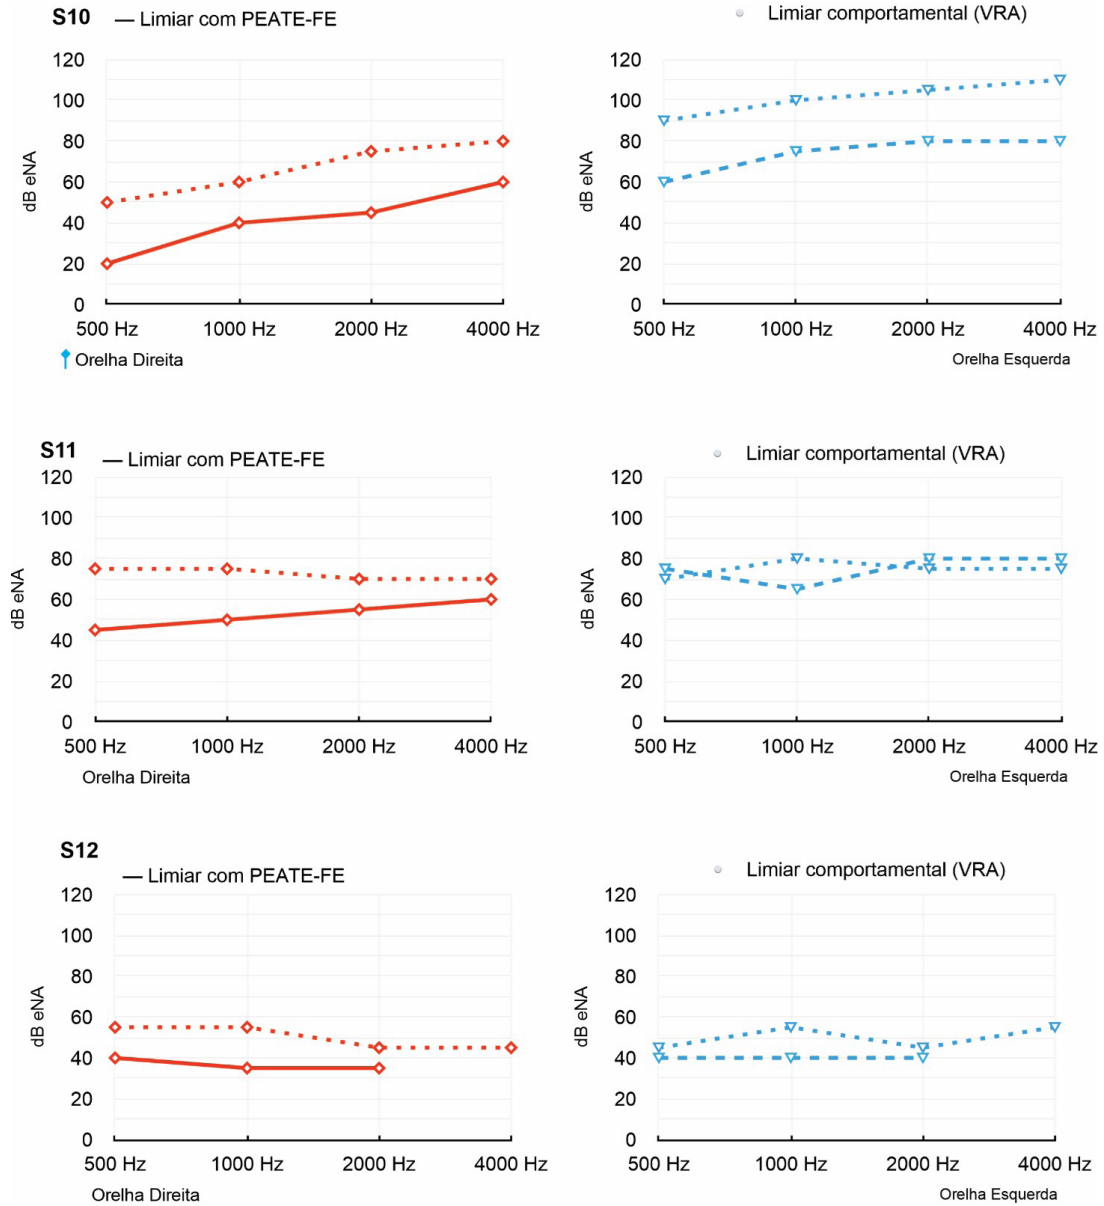 S10
— Limiar com PEATE-FE
Limiar comportamental (VRA)
120
100
80
60
40
20
0
dB eNA
500 Hz 1000 Hz 2000 Hz 4000 Hz
Orelha Direita
120
100
80
60
40
20
0
dB eNA
500 Hz 1000 Hz 2000 Hz 4000 Hz
Orelha Esquerda
S11
— Limiar com PEATE-FE
Limiar comportamental (VRA)
120
100
80
60
40
20
0
dB eNA
500 Hz 1000 Hz 2000 Hz 4000 Hz
Orelha Direita
120
100
80
60
40
20
0
dB eNA
500 Hz 1000 Hz 2000 Hz 4000 Hz
Orelha Esquerda
S12
— Limiar com PEATE-FE
Limiar comportamental (VRA)
120
100
80
60
40
20
0
dB eNA
500 Hz 1000 Hz 2000 Hz 4000 Hz
Orelha Direita
120
100
80
60
40
20
0
dB eNA
500 Hz 1000 Hz 2000 Hz 4000 Hz
Orelha Esquerda